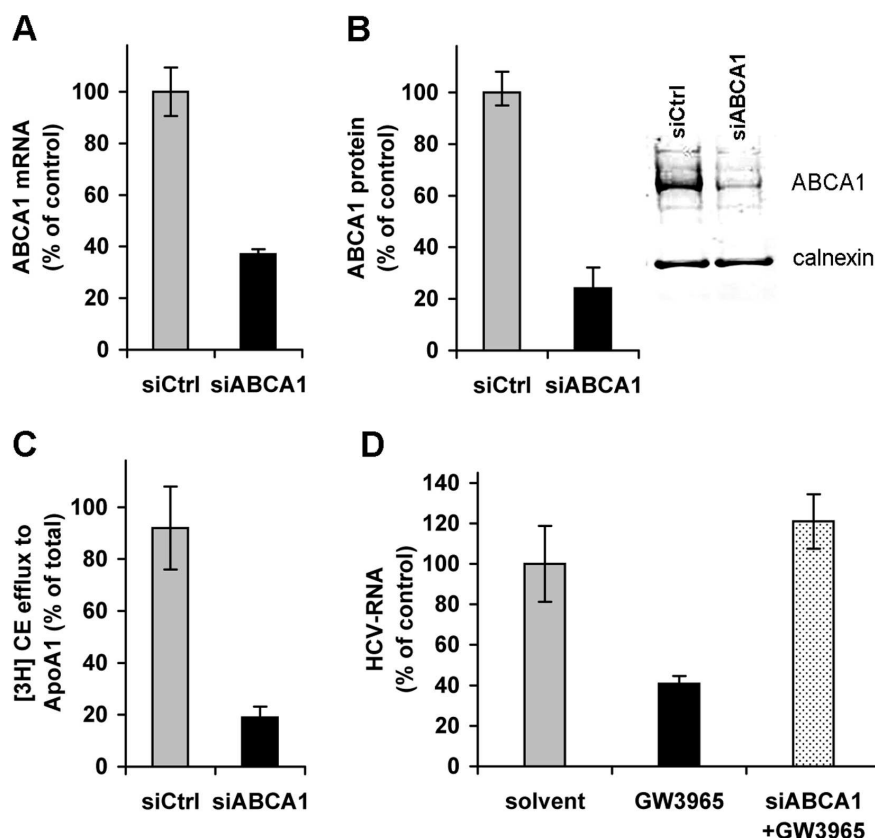 A
ABCA1 mRNA
(% of control)
100
80
60
40
20
0
siCtrl siABCA1
B
ABCA1 protein
(% of control)
100
80
60
40
20
0
siCtrl siABCA1
siCtrl
siABCA1
ABCA1
calnexin
C
[3H] CE efflux to
ApoA1 (% of total)
100
80
60
40
20
0
siCtrl siABCA1
D
HCV-RNA
(% of control)
140
120
100
80
60
40
20
0
solvent GW3965 siABCA1
+GW3965